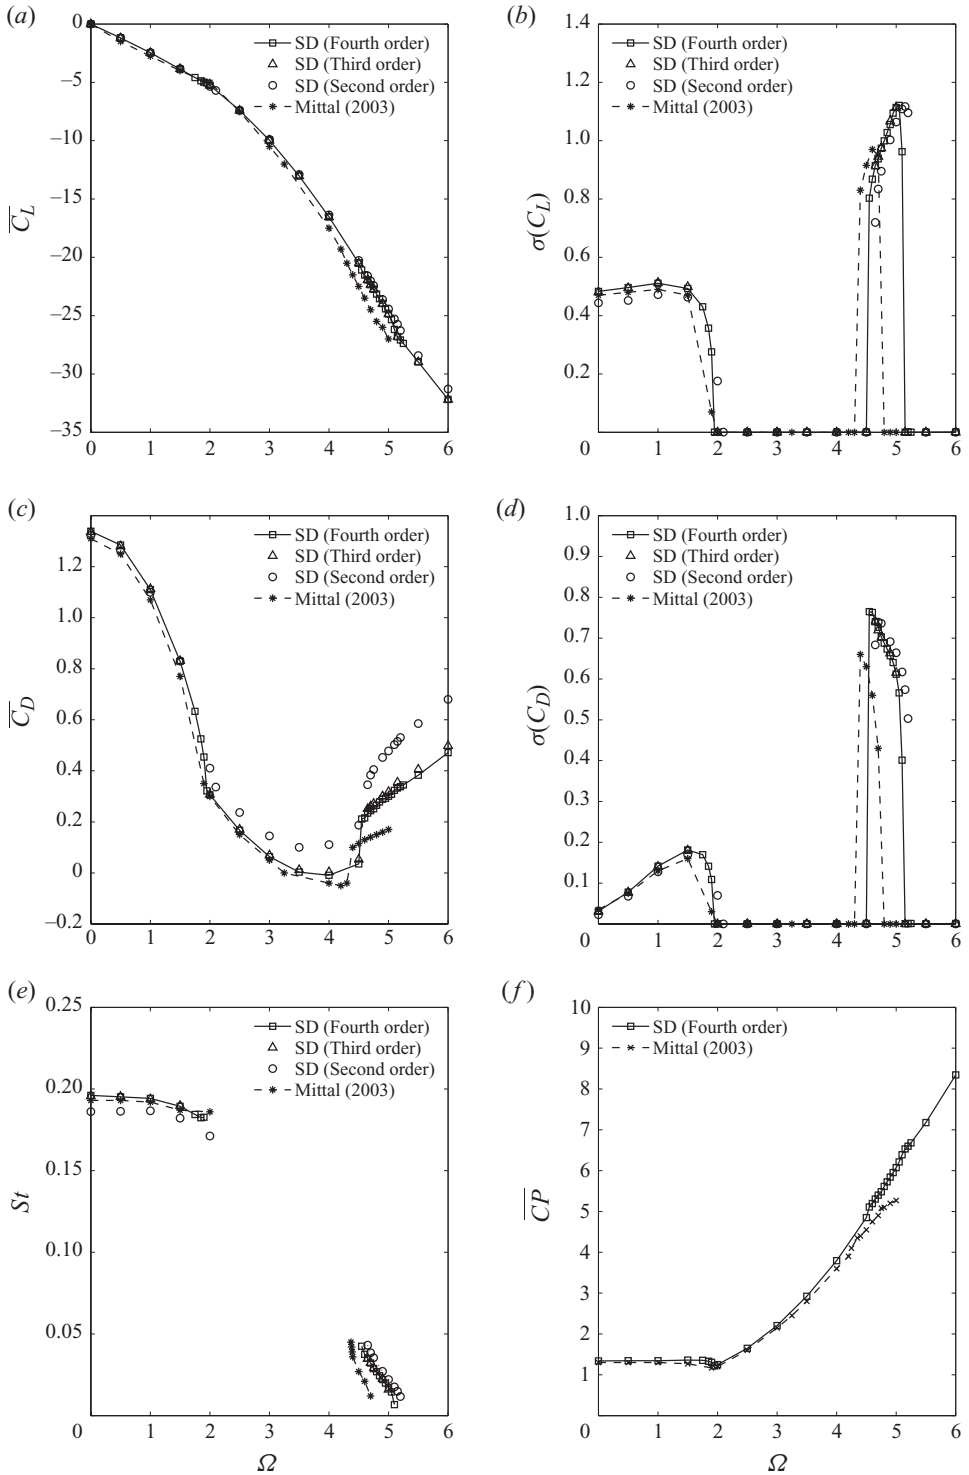 (a)
0
−5
−10
−15
−20
−25
−30
−35
C_L
SD (Fourth order)
SD (Third order)
SD (Second order)
Mittal (2003)
0 1 2 3 4 5 6
(b)
1.4
1.2
1.0
0.8
0.6
0.4
0.2
σ(C_L)
SD (Fourth order)
SD (Third order)
SD (Second order)
Mittal (2003)
0 1 2 3 4 5 6
(c)
1.2
1.0
0.8
0.6
0.4
0.2
0
−0.2
C_D
SD (Fourth order)
SD (Third order)
SD (Second order)
Mittal (2003)
0 1 2 3 4 5 6
(d)
1.0
0.9
0.8
0.7
0.6
0.5
0.4
0.3
0.2
0.1
σ(C_D)
SD (Fourth order)
SD (Third order)
SD (Second order)
Mittal (2003)
0 1 2 3 4 5 6
(e)
0.25
0.20
0.15
0.10
0.05
St
SD (Fourth order)
SD (Third order)
SD (Second order)
Mittal (2003)
0 1 2 3 4 5 6
Ω
(f)
10
9
8
7
6
5
4
3
2
1
CP
SD (Fourth order)
Mittal (2003)
0 1 2 3 4 5 6
Ω